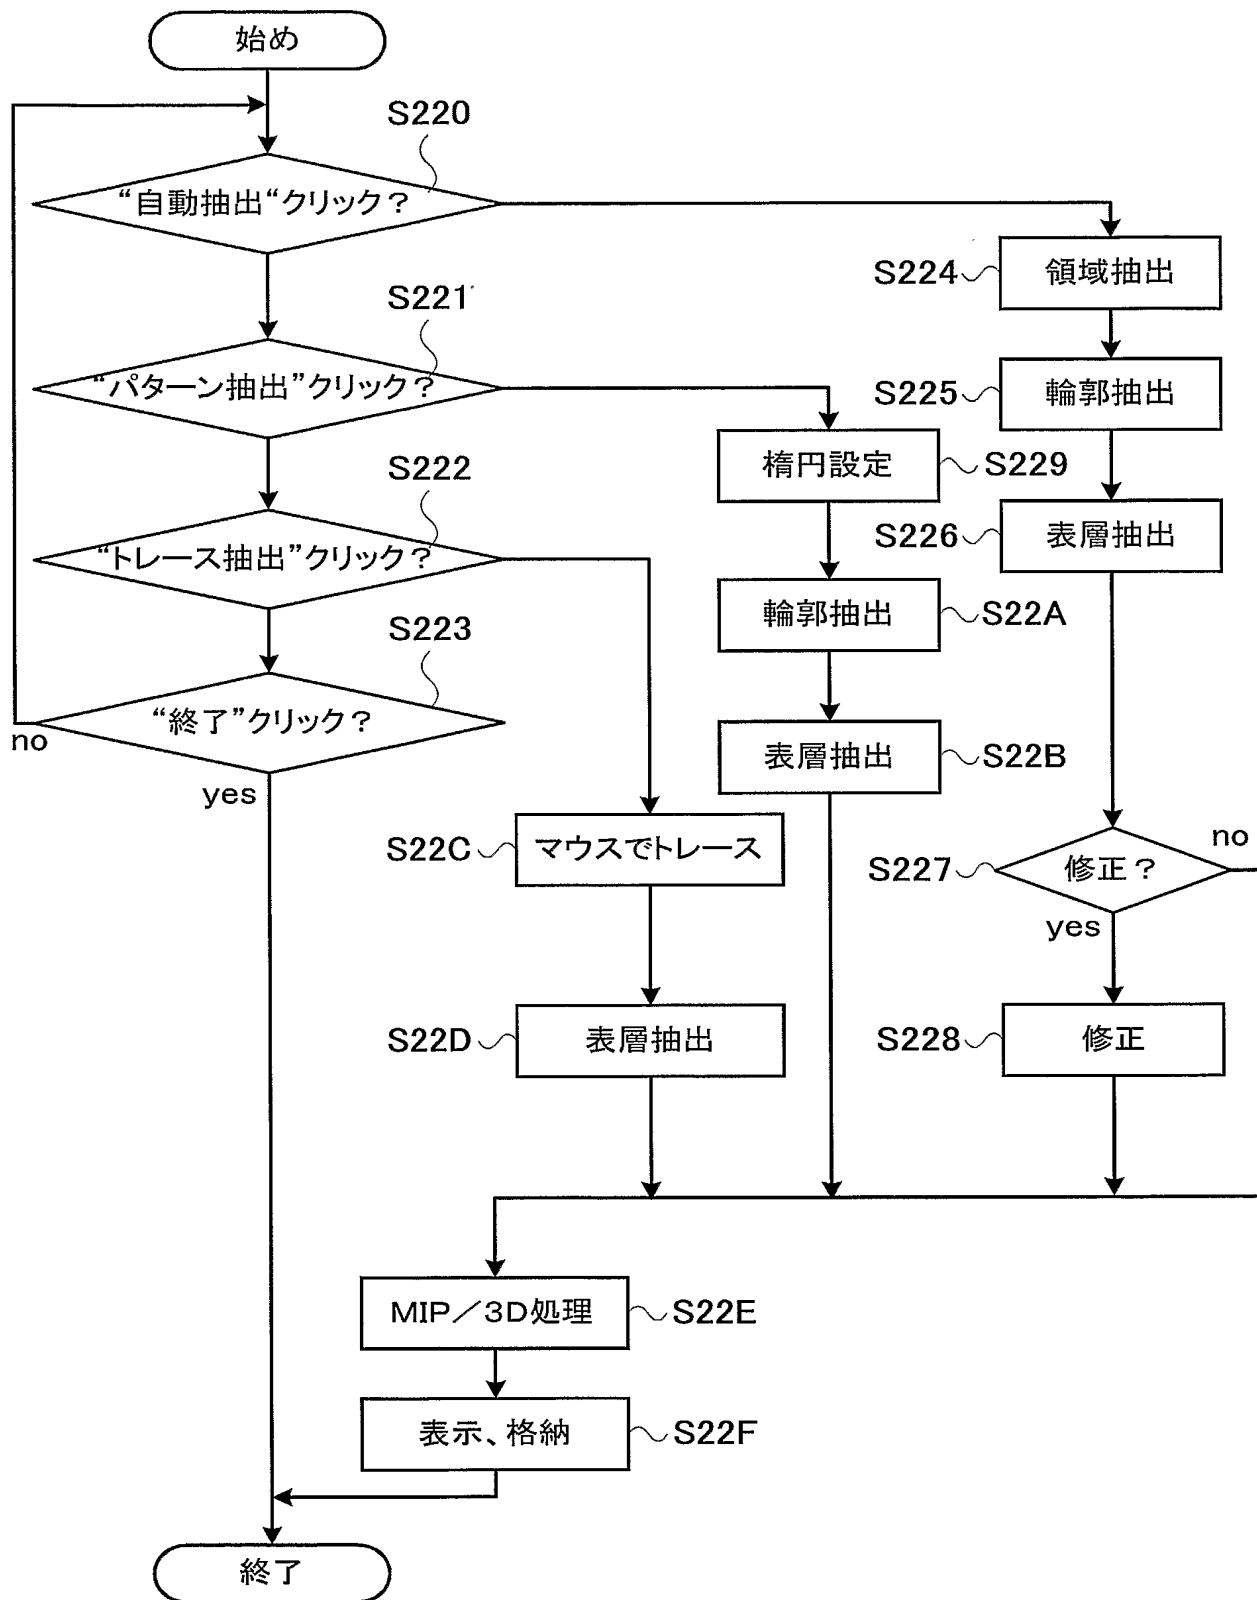 始め
S220
“自動抽出“クリック？
S224
領域抽出
S221
“パターン抽出”クリック？
S225
輪郭抽出
S222
楕円設定
S229
“トレース抽出”クリック？
S226
表層抽出
輪郭抽出
S22A
S223
“終了”クリック？
no
yes
表層抽出
S22B
S22C
マウスでトレース
S227
修正？
no
yes
S22D
表層抽出
S228
修正
MIP／3D処理
S22E
表示、格納
S22F
終了